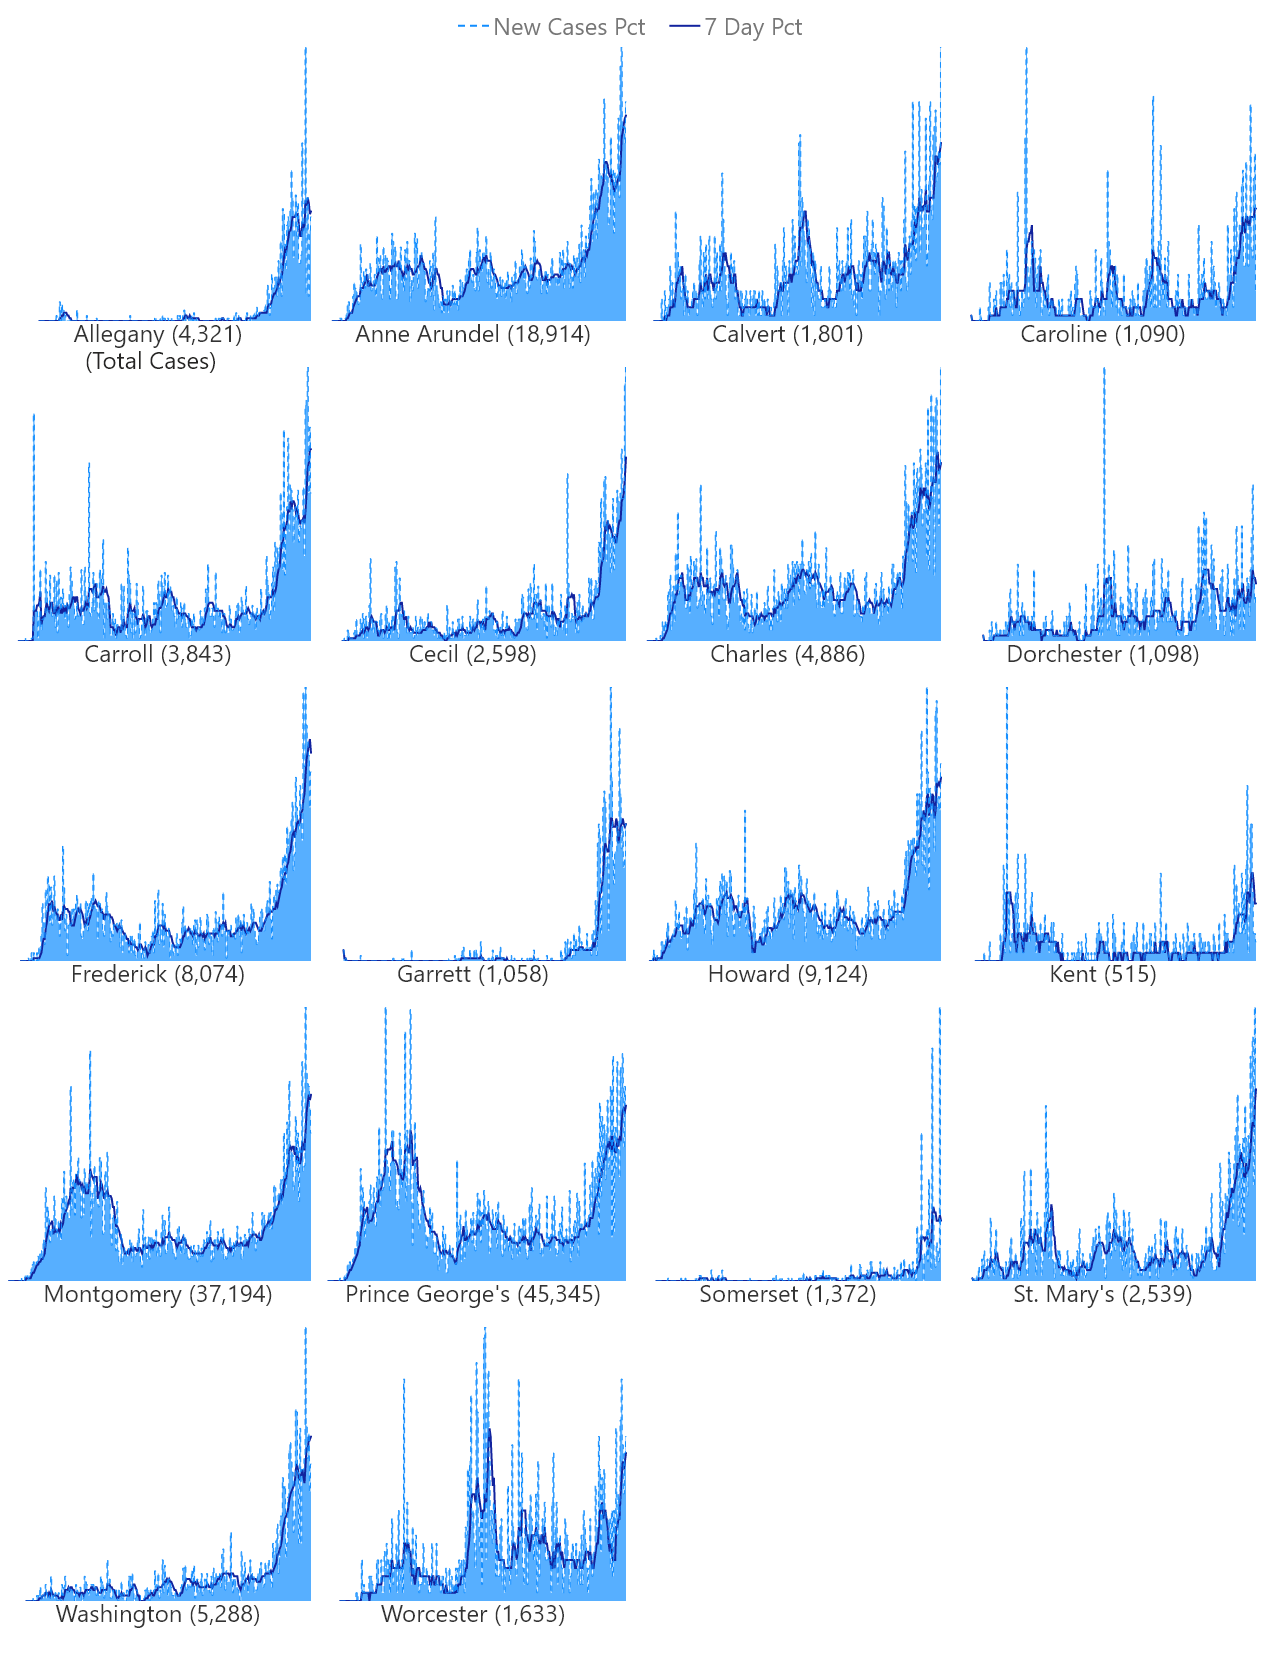 New Cases Pct 7 Day Pct
Allegany (4,321) Anne Arundel (18,914) Calvert (1,801) Caroline (1,090)
(Total Cases)
Carroll (3,843) Cecil (2,598) Charles (4,886) Dorchester (1,098)
Frederick (8,074) Garrett (1,058) Howard (9,124) Kent (515)
Montgomery (37,194) Prince George's (45,345) Somerset (1,372) St. Mary's (2,539)
Washington (5,288) Worcester (1,633)